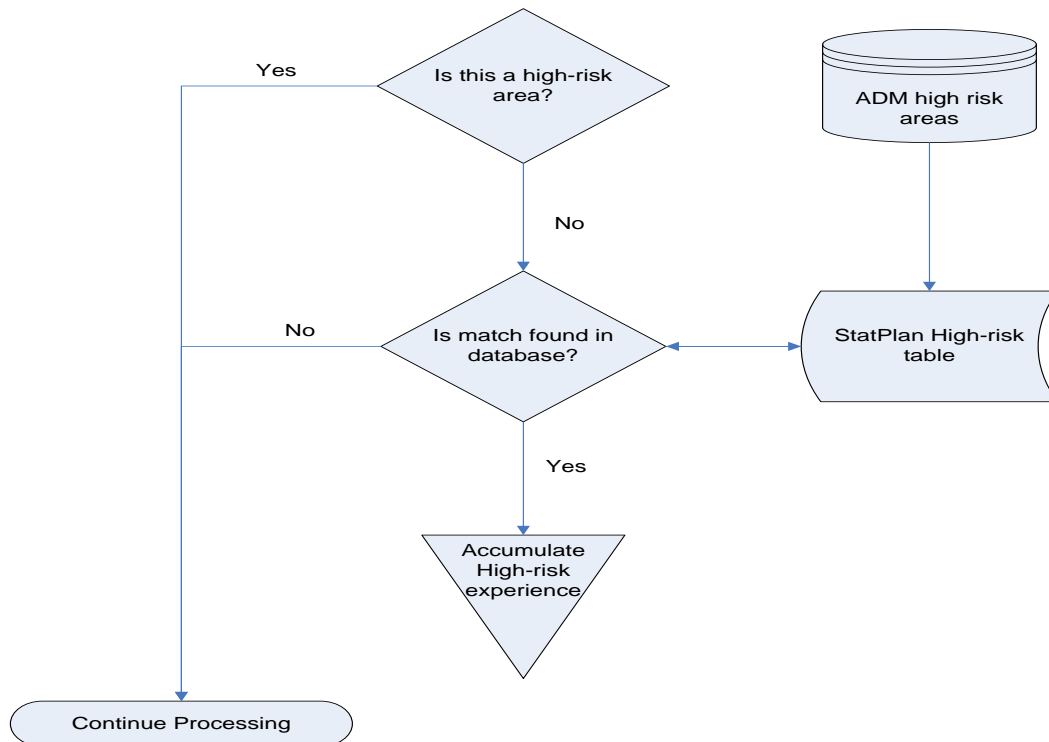 Yes
Is this a high-risk
area?
ADM high risk
areas
No
No
Is match found in
database?
StatPlan High-risk
table
Yes
Accumulate
High-risk
experience
Continue Processing